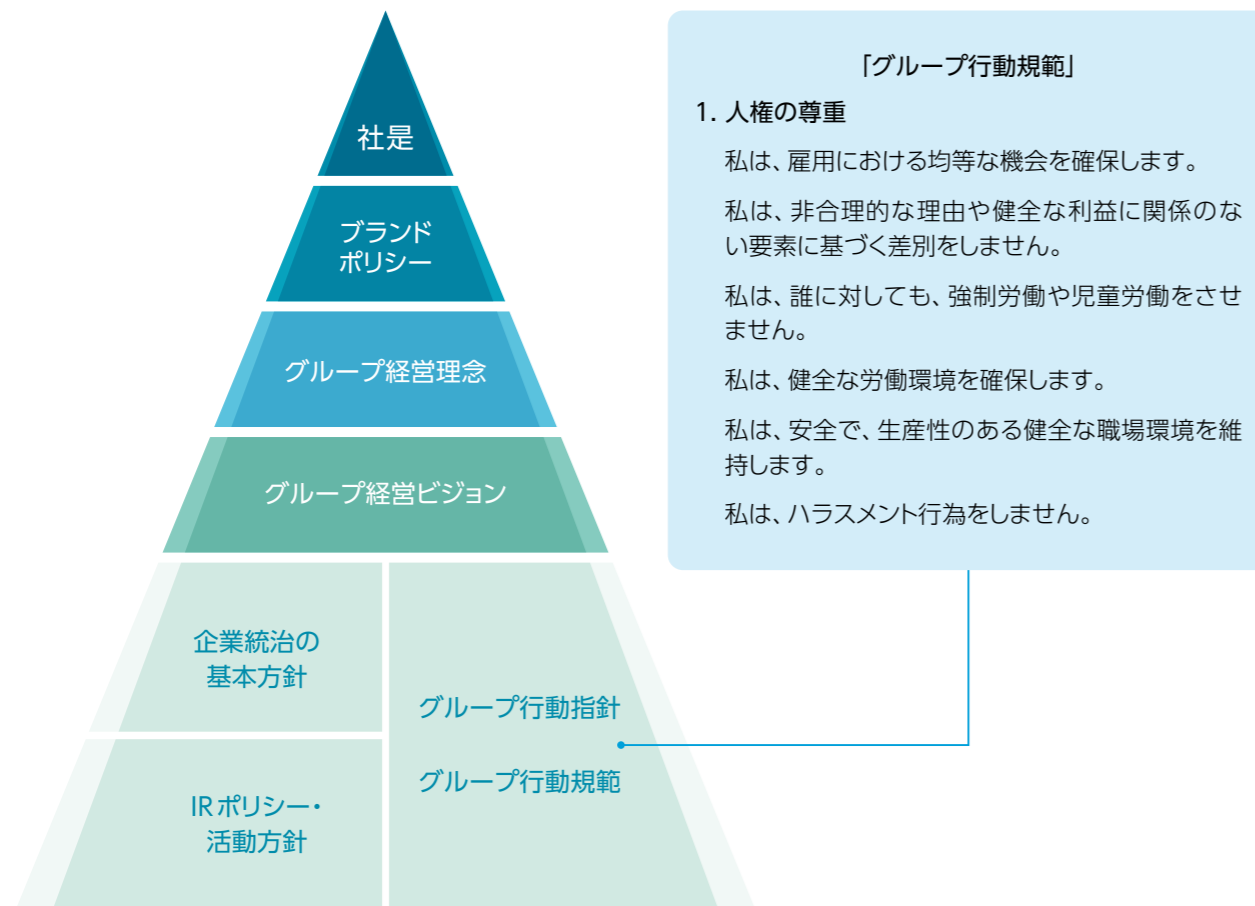 社是
ブランド
ポリシー
グループ経営理念
グループ経営ビジョン
企業統治の
基本方針
IRポリシー・
活動方針
グループ行動指針
グループ行動規範
「グループ行動規範」
1. 人権の尊重
私は、雇用における均等な機会を確保します。
私は、非合理的な理由や健全な利益に関係のな
い要素に基づく差別をしません。
私は、誰に対しても、強制労働や児童労働をさせ
ません。
私は、健全な労働環境を確保します。
私は、安全で、生産性のある健全な職場環境を維
持します。
私は、ハラスメント行為をしません。